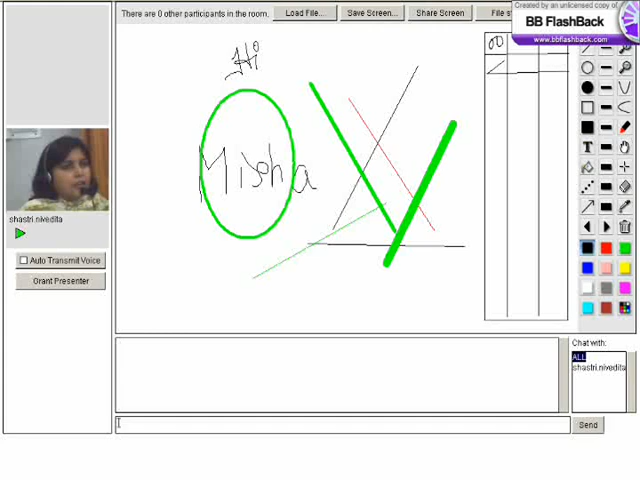 Created by an unlicensed copy of
BB FlashBack
www.bbflashback.com
There are 0 other participants in the room.
Load File...
Save Screen...
Share Screen
File s
Hi
Misha
shastri.nivedita
Auto Transmit Voice
Grant Presenter
T
Chat with:
ALL
shastri.nivedita
Send